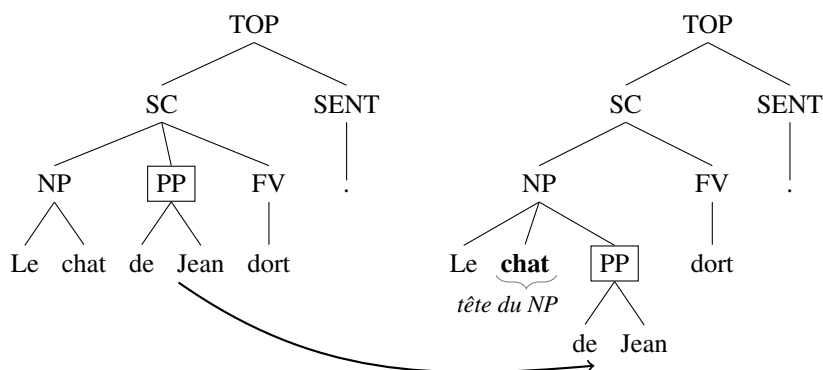 TOP TOP
SC SENT SC SENT
NP PP FV . NP FV .
Le chat de Jean dort Le chat PP dort
tête du NP
de Jean